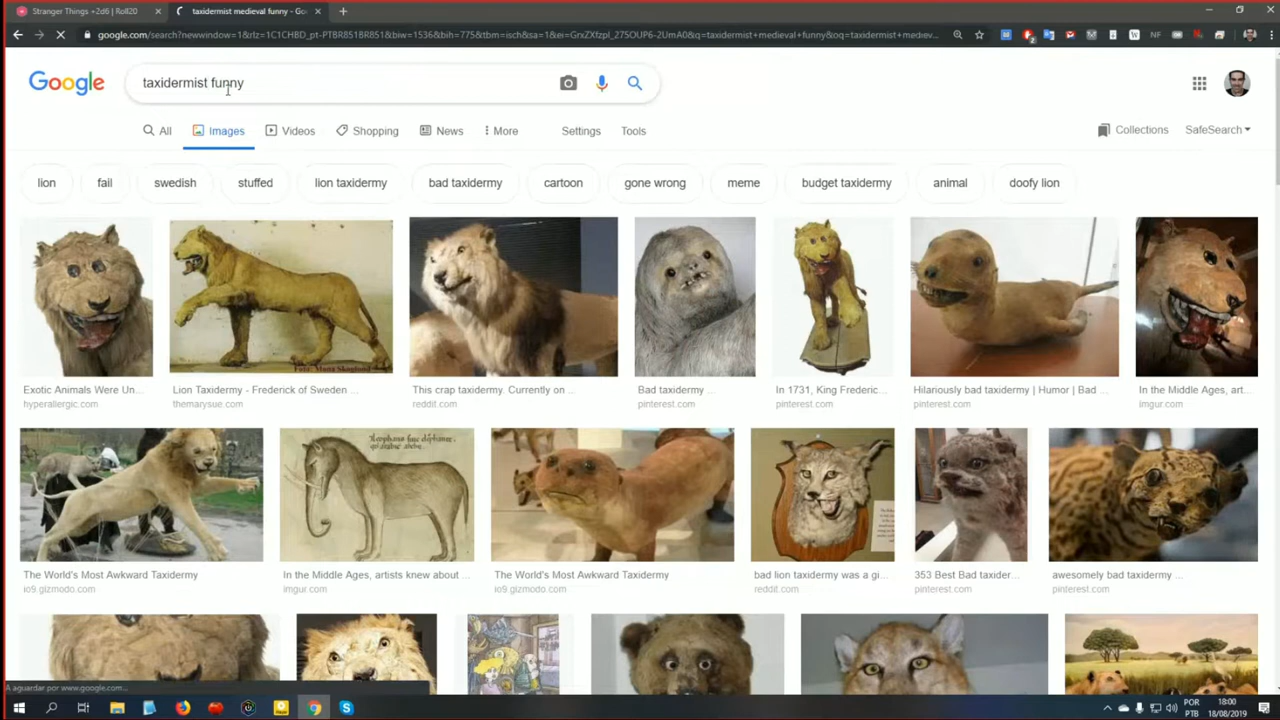 Stranger Things +2d6 | Roll20
taxidermist medieval funny - Go
google.com/search?newwindow=1&rlz=1C1CHBD_pt-PTBR851BR851&biw=1536&bih=775&tbm=isch&sa=1&ei=GrxZXfzpI_275OUP6-2UmA0&q=taxidermist+medieval+funny&oq=taxidermist+mediev...
NF
Google
taxidermist funny
All Images Videos Shopping News More Settings Tools Collections SafeSearch
lion fail swedish stuffed lion taxidermy bad taxidermy cartoon gone wrong meme budget taxidermy animal doofy lion
Exotic Animals Were Un... Lion Taxidermy - Frederick of Sweden ... This crap taxidermy. Currently on ... Bad taxidermy ... In 1731, King Frederic... Hilariously bad taxidermy | Humor | Bad ... In the Middle Ages, art...
hyperallergic.com themarysue.com reddit.com pinterest.com pinterest.com pinterest.com imgur.com
The World's Most Awkward Taxidermy In the Middle Ages, artists knew about ... The World's Most Awkward Taxidermy bad lion taxidermy was a gi... 353 Best Bad taxider... awesomely bad taxidermy ...
io9.gizmodo.com imgur.com io9.gizmodo.com reddit.com pinterest.com pinterest.com
A aguardar por www.google.com...
POR 18:00
PTB 18/08/2019